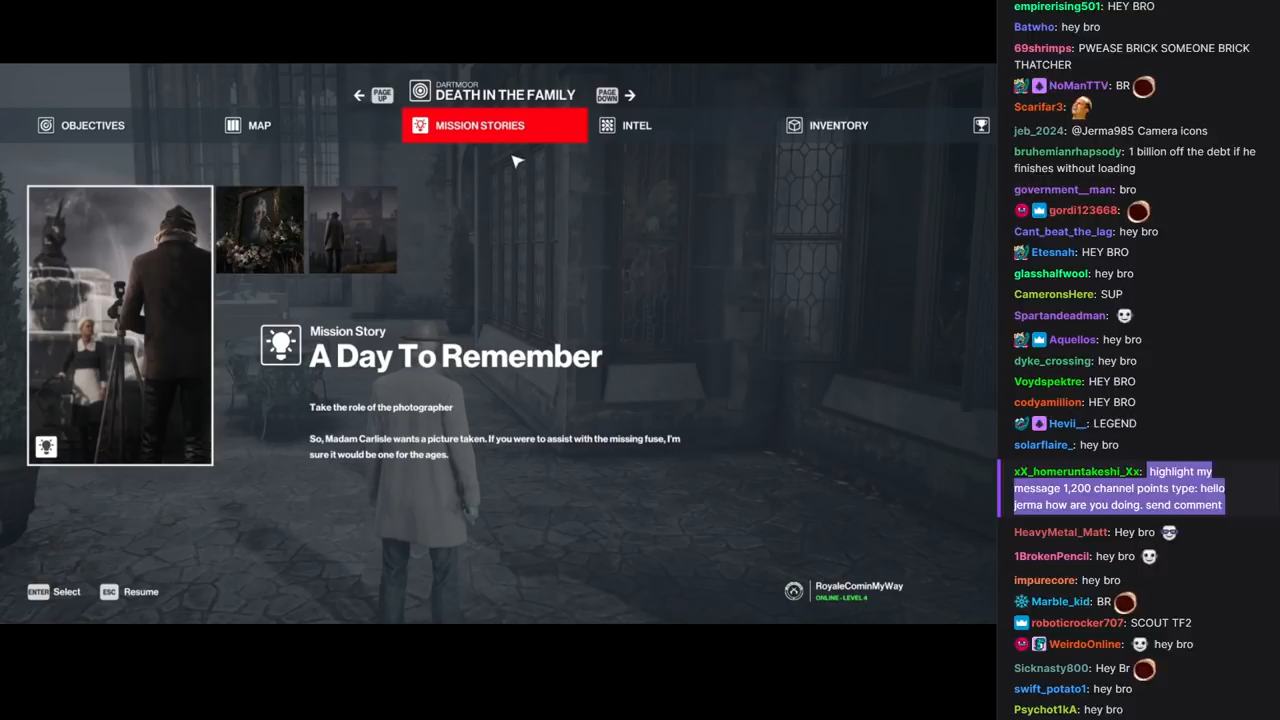 PAGE UP
DARTMOOR
DEATH IN THE FAMILY
PAGE DOWN
OBJECTIVES
MAP
MISSION STORIES
INTEL
INVENTORY
Mission Story
A Day To Remember
Take the role of the photographer
So, Madam Carlisle wants a picture taken. If you were to assist with the missing fuse, I'm
sure it would be one for the ages.
ENTER Select
ESC Resume
RoyaleCominMyWay
ONLINE - LEVEL 4
empirerising501: HEY BRO
Batwho: hey bro
69shrimps: PWEASE BRICK SOMEONE BRICK
THATCHER
NoManTTV: BR
Scarifar3:
jeb_2024: @Jerma985 Camera icons
bruhemianrhapsody: 1 billion off the debt if he
finishes without loading
government__man: bro
gordi123668:
Cant_beat_the_lag: hey bro
Etesnah: HEY BRO
glasshalfwool: hey bro
CameronsHere: SUP
Spartandeadman:
Aquellos: hey bro
dyke_crossing: hey bro
Voydspektre: HEY BRO
codyamillion: HEY BRO
Hevii__: LEGEND
solarflaire_: hey bro
xX_homeruntakeshi_Xx: highlight my
message 1,200 channel points type: hello
jerma how are you doing. send comment
HeavyMetal_Matt: Hey bro
1BrokenPencil: hey bro
impurecore: hey bro
Marble_kid: BR
roboticrocker707: SCOUT TF2
WeirdoOnline: hey bro
Sicknasty800: Hey Br
swift_potato1: hey bro
Psychot1kA: hey bro